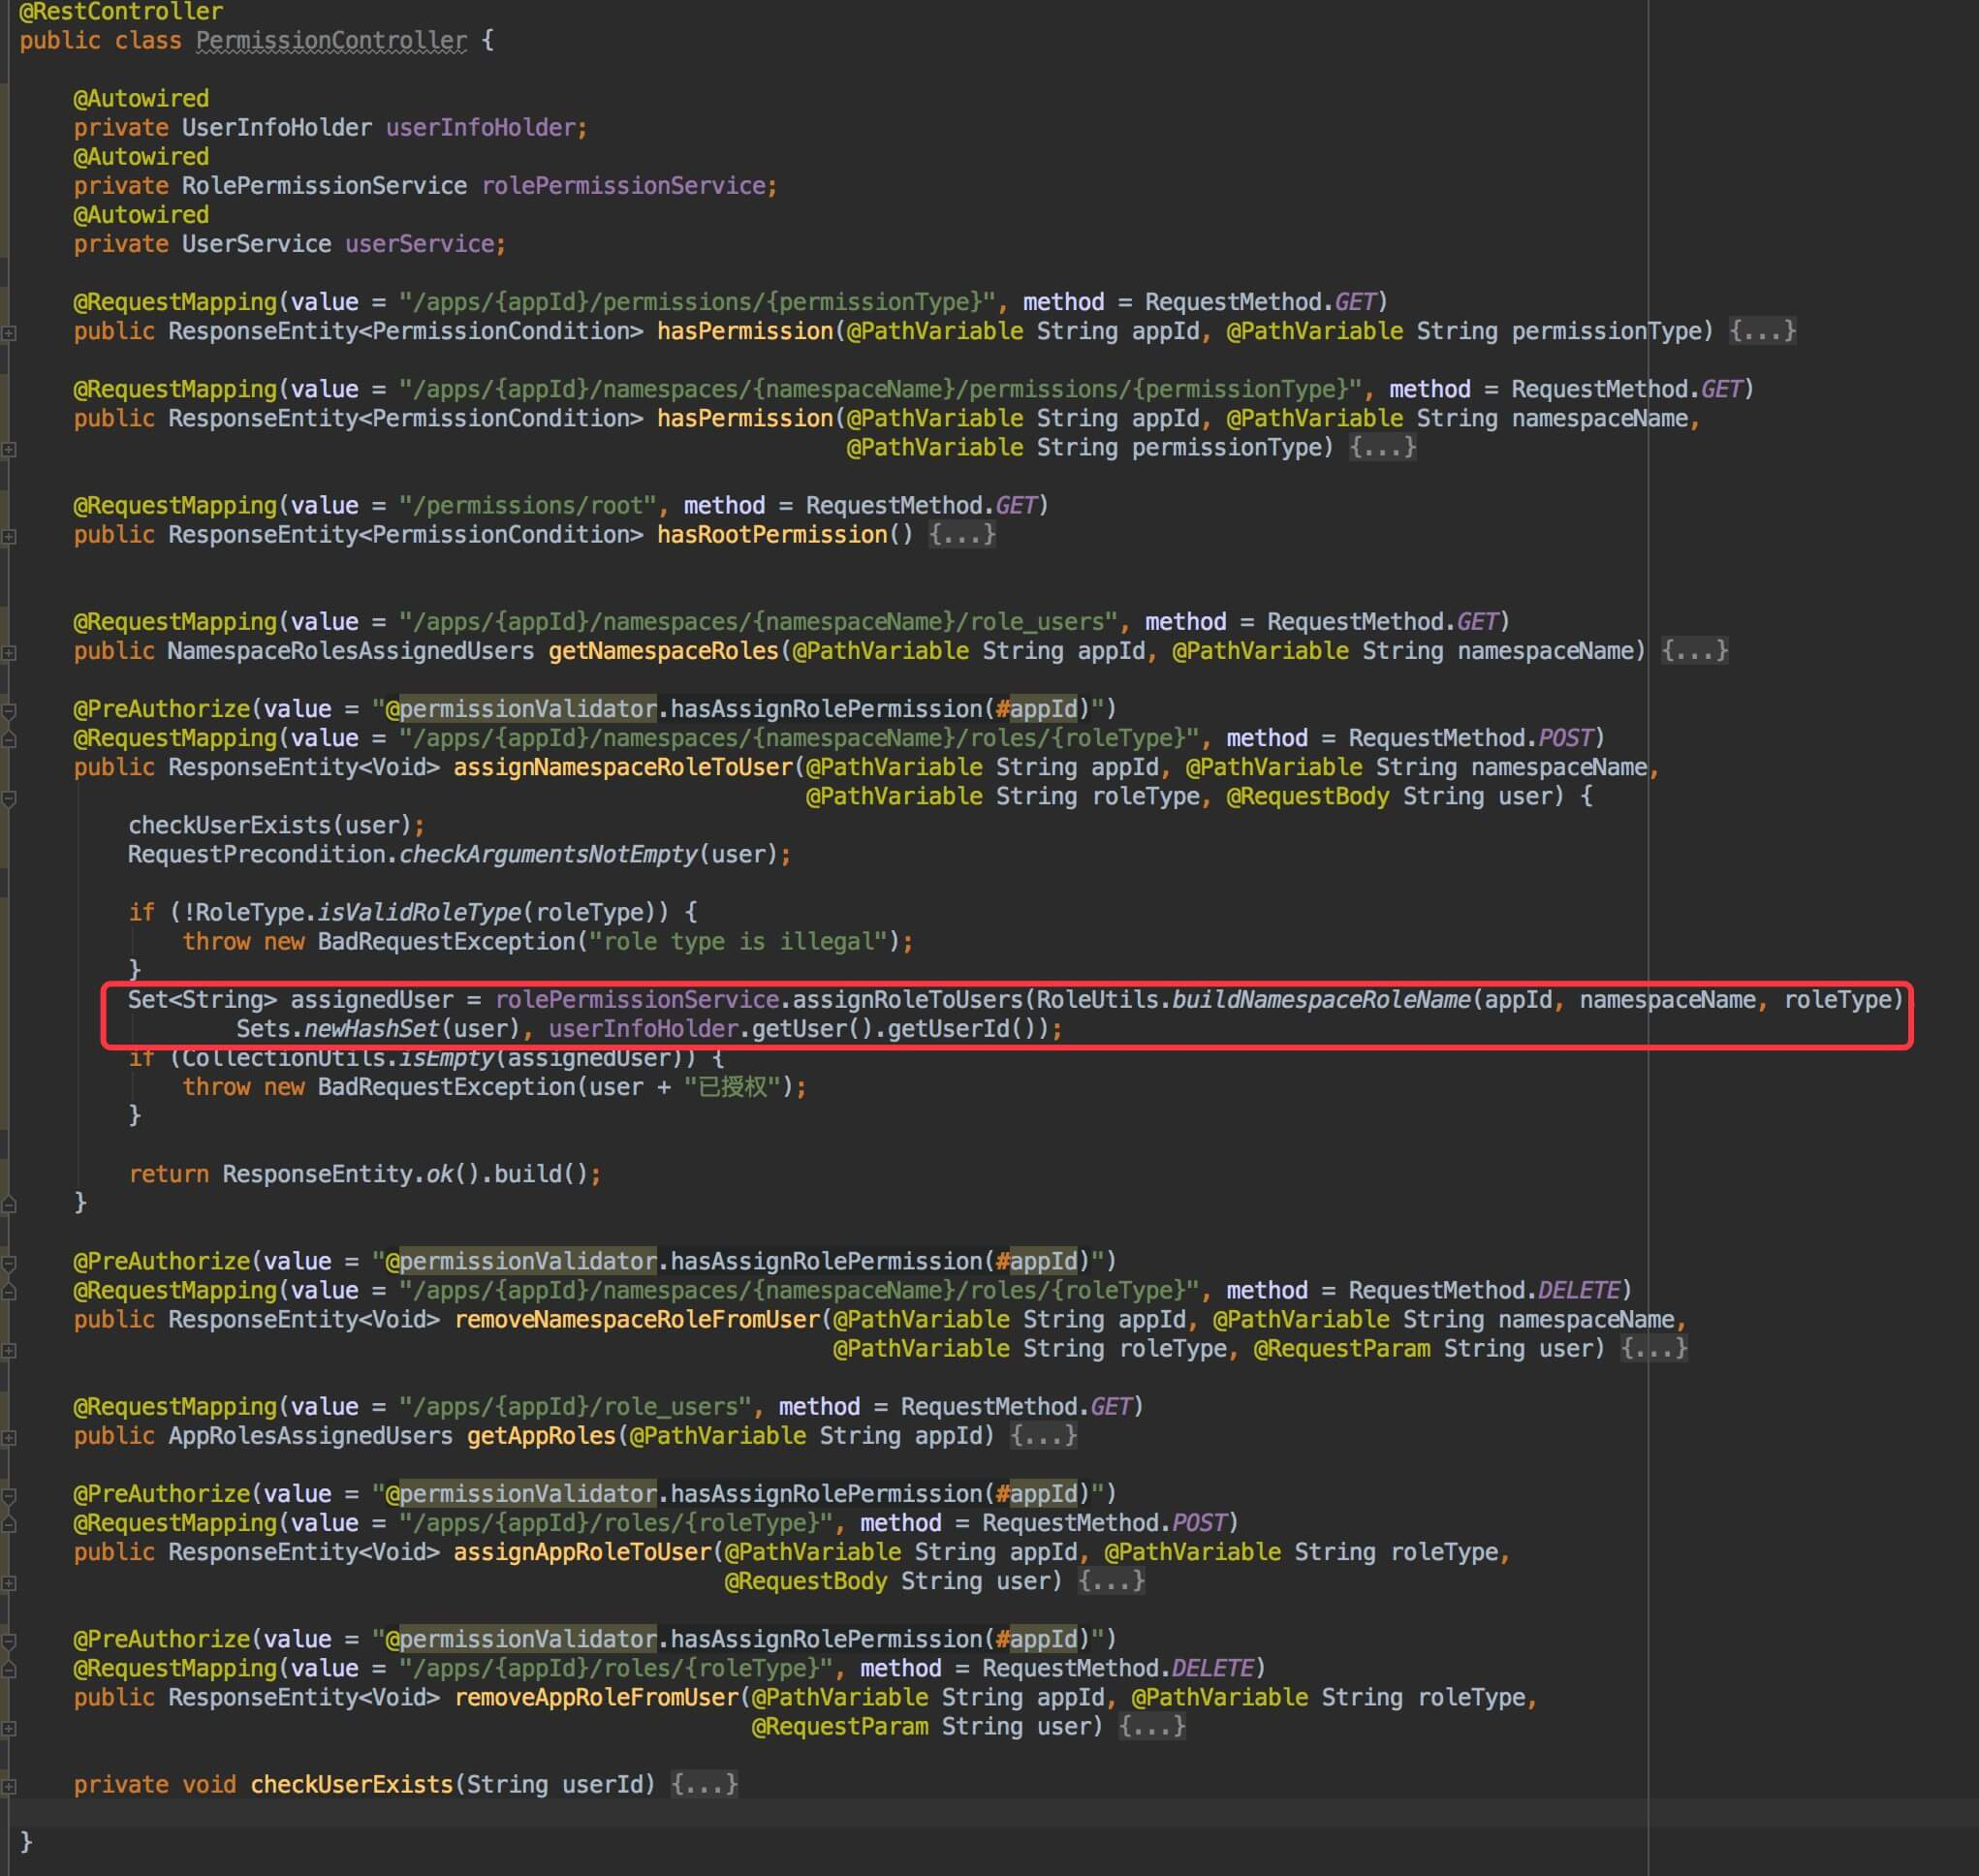 @RestController
public class PermissionController {
@Autowired
private UserInfoHolder userInfoHolder;
@Autowired
private RolePermissionService rolePermissionService;
@Autowired
private UserService userService;
@RequestMapping(value = "/apps/{appId}/permissions/{permissionType}", method = RequestMethod.GET)
public ResponseEntity<PermissionCondition> hasPermission(@PathVariable String appId, @PathVariable String permissionType) {...}
@RequestMapping(value = "/apps/{appId}/namespaces/{namespaceName}/permissions/{permissionType}", method = RequestMethod.GET)
public ResponseEntity<PermissionCondition> hasPermission(@PathVariable String appId, @PathVariable String namespaceName,
@PathVariable String permissionType) {...}
@RequestMapping(value = "/permissions/root", method = RequestMethod.GET)
public ResponseEntity<PermissionCondition> hasRootPermission() {...}
@RequestMapping(value = "/apps/{appId}/namespaces/{namespaceName}/role_users", method = RequestMethod.GET)
public NamespaceRolesAssignedUsers getNamespaceRoles(@PathVariable String appId, @PathVariable String namespaceName) {...}
@PreAuthorize(value = "@permissionValidator.hasAssignRolePermission(#appId)")
@RequestMapping(value = "/apps/{appId}/namespaces/{namespaceName}/roles/{roleType}", method = RequestMethod.POST)
public ResponseEntity<Void> assignNamespaceRoleToUser(@PathVariable String appId, @PathVariable String namespaceName,
@PathVariable String roleType, @RequestBody String user) {
checkUserExists(user);
RequestPrecondition.checkArgumentsNotEmpty(user);
if (!RoleType.isValidRoleType(roleType)) {
throw new BadRequestException("role type is illegal");
}
Set<String> assignedUser = rolePermissionService.assignRoleToUsers(RoleUtils.buildNamespaceRoleName(appId, namespaceName, roleType)
Sets.newHashSet(user), userInfoHolder.getUser().getUserId());
if (CollectionUtils.isEmpty(assignedUser)) {
throw new BadRequestException(user + "已授权");
}
return ResponseEntity.ok().build();
}
@PreAuthorize(value = "@permissionValidator.hasAssignRolePermission(#appId)")
@RequestMapping(value = "/apps/{appId}/namespaces/{namespaceName}/roles/{roleType}", method = RequestMethod.DELETE)
public ResponseEntity<Void> removeNamespaceRoleFromUser(@PathVariable String appId, @PathVariable String namespaceName,
@PathVariable String roleType, @RequestParam String user) {...}
@RequestMapping(value = "/apps/{appId}/role_users", method = RequestMethod.GET)
public AppRolesAssignedUsers getAppRoles(@PathVariable String appId) {...}
@PreAuthorize(value = "@permissionValidator.hasAssignRolePermission(#appId)")
@RequestMapping(value = "/apps/{appId}/roles/{roleType}", method = RequestMethod.POST)
public ResponseEntity<Void> assignAppRoleToUser(@PathVariable String appId, @PathVariable String roleType,
@RequestBody String user) {...}
@PreAuthorize(value = "@permissionValidator.hasAssignRolePermission(#appId)")
@RequestMapping(value = "/apps/{appId}/roles/{roleType}", method = RequestMethod.DELETE)
public ResponseEntity<Void> removeAppRoleFromUser(@PathVariable String appId, @PathVariable String roleType,
@RequestParam String user) {...}
private void checkUserExists(String userId) {...}
}